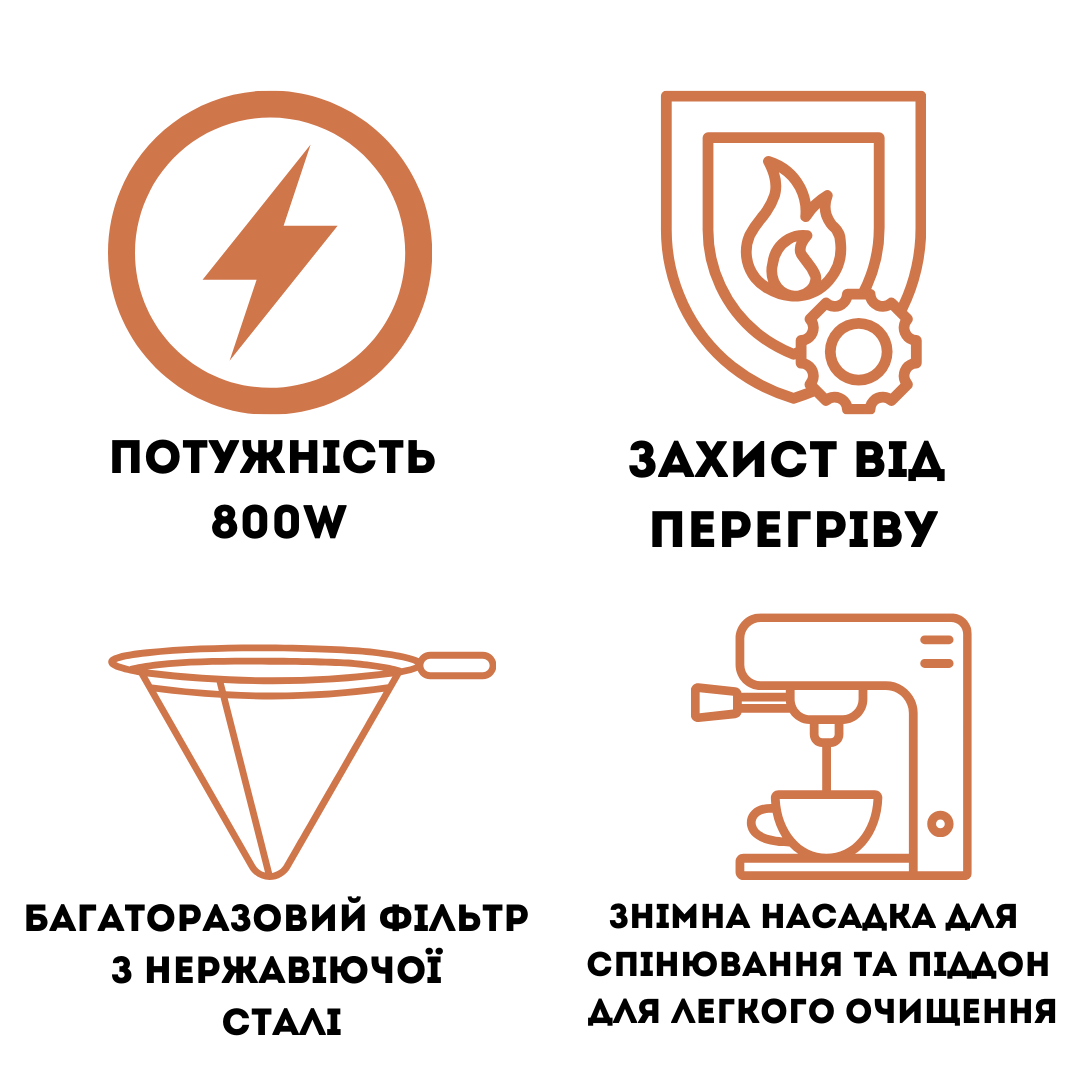 ПОТУЖНІСТЬ
800W
ЗАХИСТ ВІД
ПЕРЕГРІВУ
БАГАТОРАЗОВИЙ ФІЛЬТР
З НЕРЖАВІЮЧОЇ
СТАЛІ
ЗНІМНА НАСАДКА ДЛЯ
СПІНЮВАННЯ ТА ПІДДОН
ДЛЯ ЛЕГКОГО ОЧИЩЕННЯ